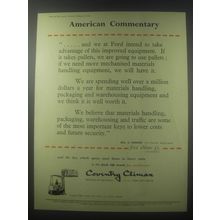 American Commentary
"..... and we at Ford intend to take
advantage of this improved equipment. If
it takes pallets, we are going to use pallets :
if we need more mechanised materials
handling equipment, we will have it.
We are spending well over a million
dollars a year for materials handling,
packaging and warehousing equipment and
we think it is well worth it.
We believe that materials handling,
packaging, warehousing and traffic are some
of the most important keys to lower costs
and future security."
Coventry Climax